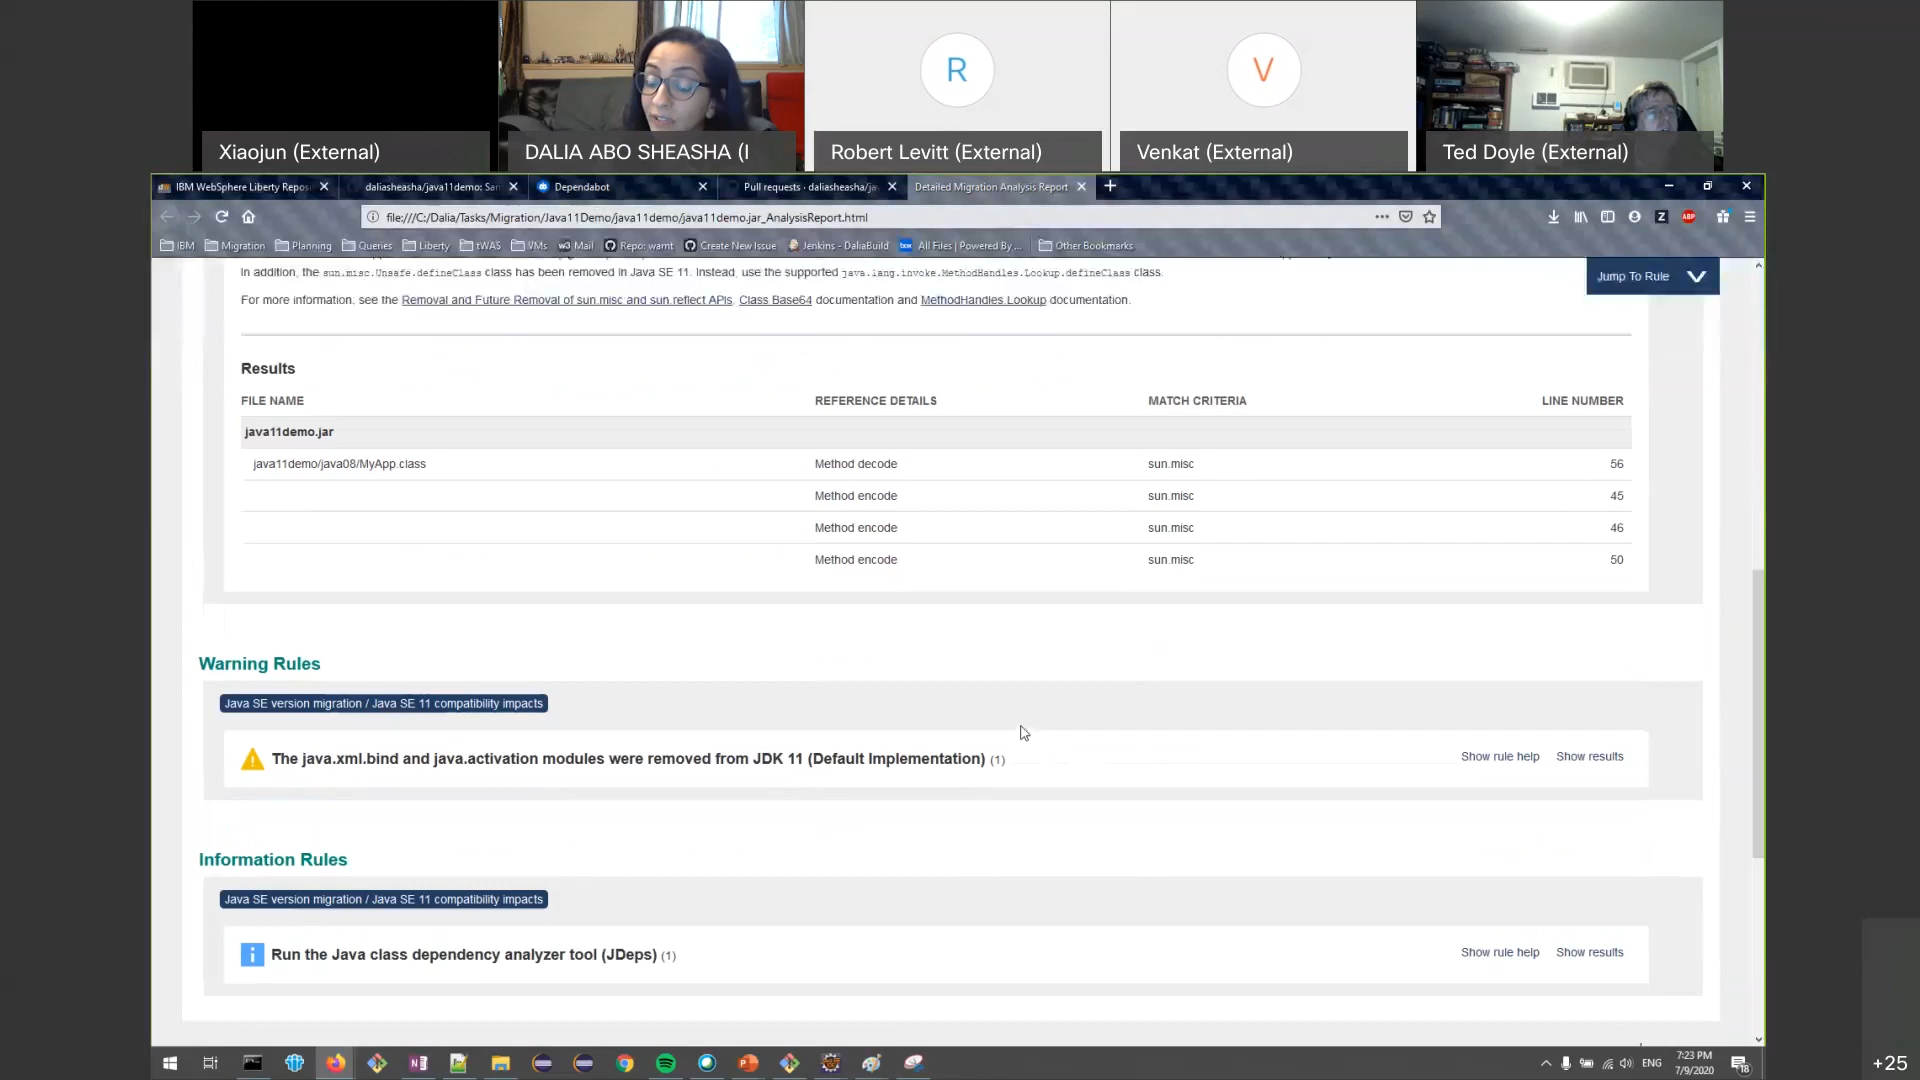 R
V
Xiaojun (External)
DALIA ABO SHEASHA (I
Robert Levitt (External)
Venkat (External)
Ted Doyle (External)
IBM WebSphere Liberty Repos
daliasheasha/java11demo: Sam
Dependabot
Pull requests · daliasheasha/ja
Detailed Migration Analysis Report
file:///C:/Dalia/Tasks/Migration/Java11Demo/java11demo/java11demo.jar_AnalysisReport.html
IBM
Migration
Planning
Queries
Liberty
tWAS
VMs
w3 Mail
Repo: wamt
Create New Issue
Jenkins - DaliaBuild
box All Files | Powered By ...
Other Bookmarks
In addition, the sun.misc.Unsafe.defineClass class has been removed in Java SE 11. Instead, use the supported java.lang.invoke.MethodHandles.Lookup.defineClass class.
Jump To Rule
For more information, see the Removal and Future Removal of sun.misc and sun.reflect APIs, Class Base64 documentation and MethodHandles.Lookup documentation.
Results
FILE NAME REFERENCE DETAILS MATCH CRITERIA LINE NUMBER
java11demo.jar
java11demo/java08/MyApp.class Method decode sun.misc 56
Method encode sun.misc 45
Method encode sun.misc 46
Method encode sun.misc 50
Warning Rules
Java SE version migration / Java SE 11 compatibility impacts
The java.xml.bind and java.activation modules were removed from JDK 11 (Default Implementation) (1) Show rule help Show results
Information Rules
Java SE version migration / Java SE 11 compatibility impacts
Run the Java class dependency analyzer tool (JDeps) (1) Show rule help Show results
ENG
7:23 PM
7/9/2020
18
+25